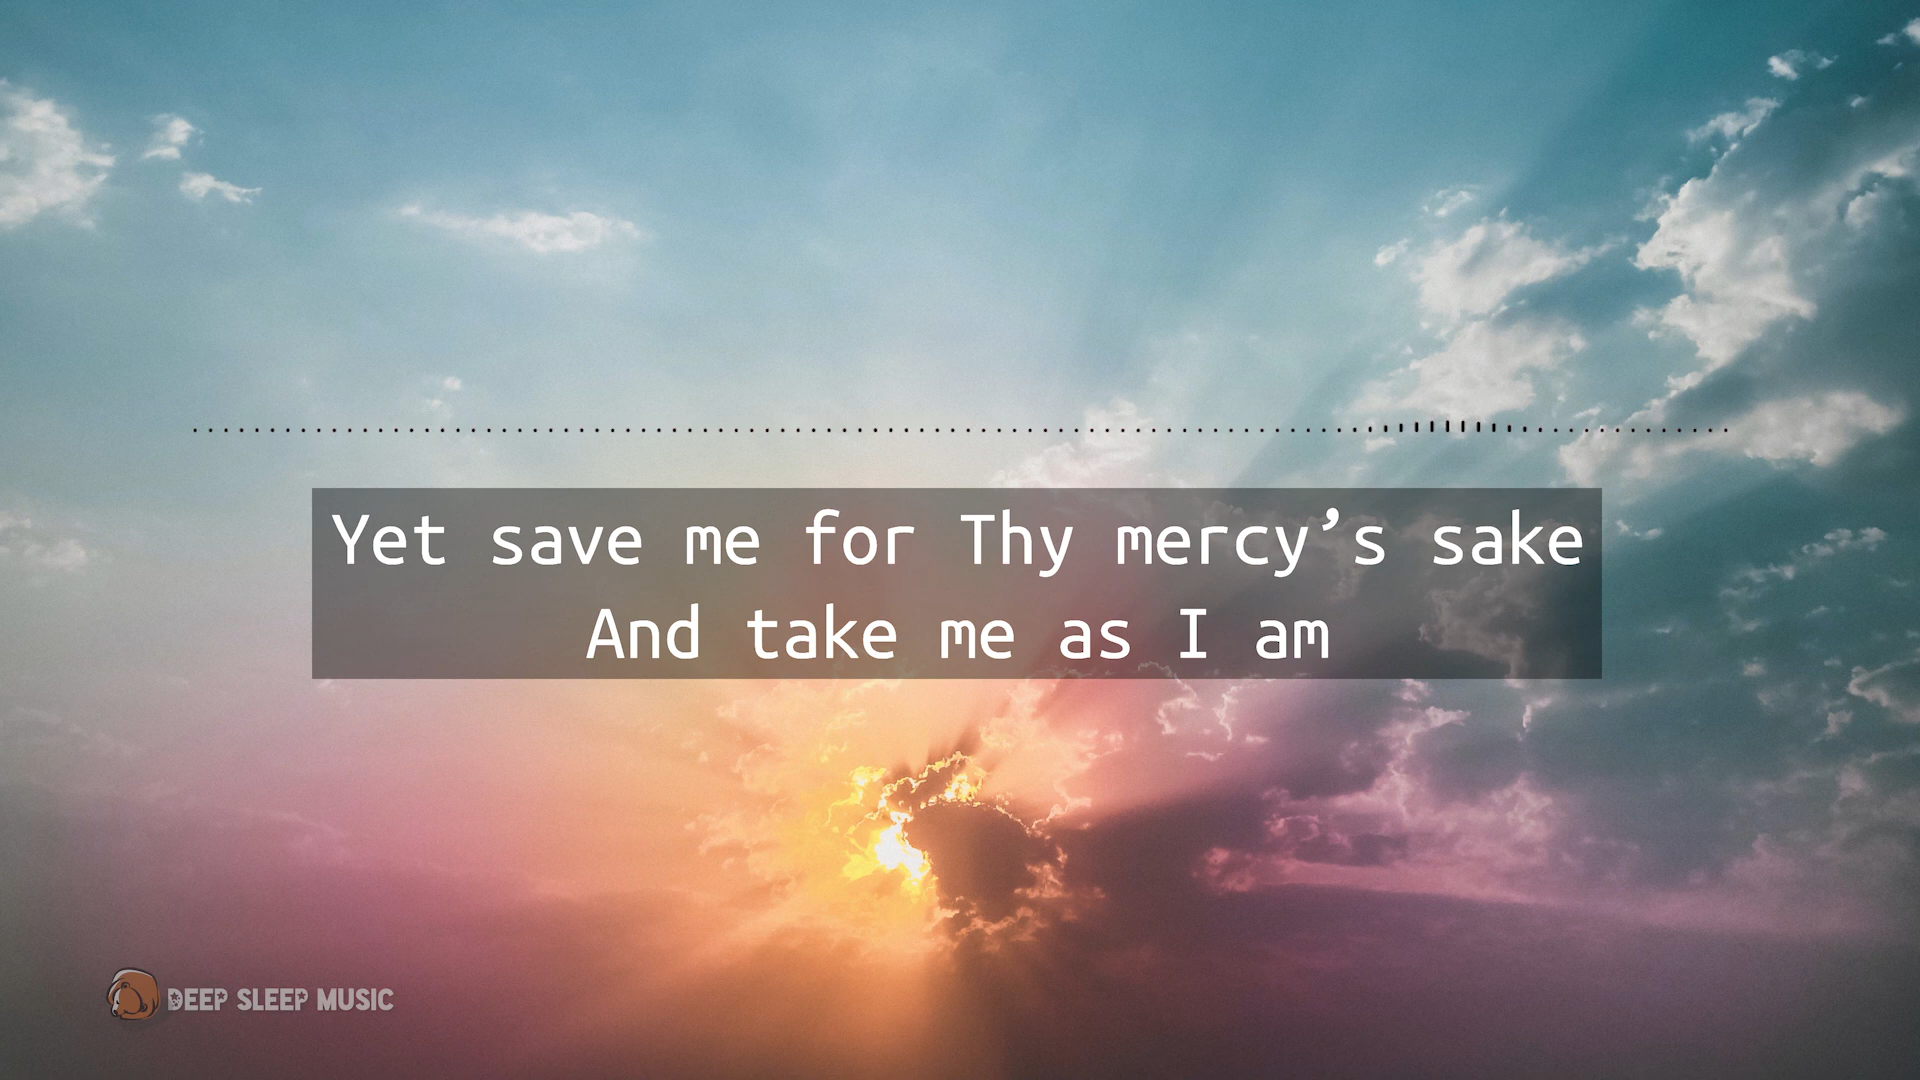 Yet save me for Thy mercy’s sake
And take me as I am
DEEP SLEEP MUSIC